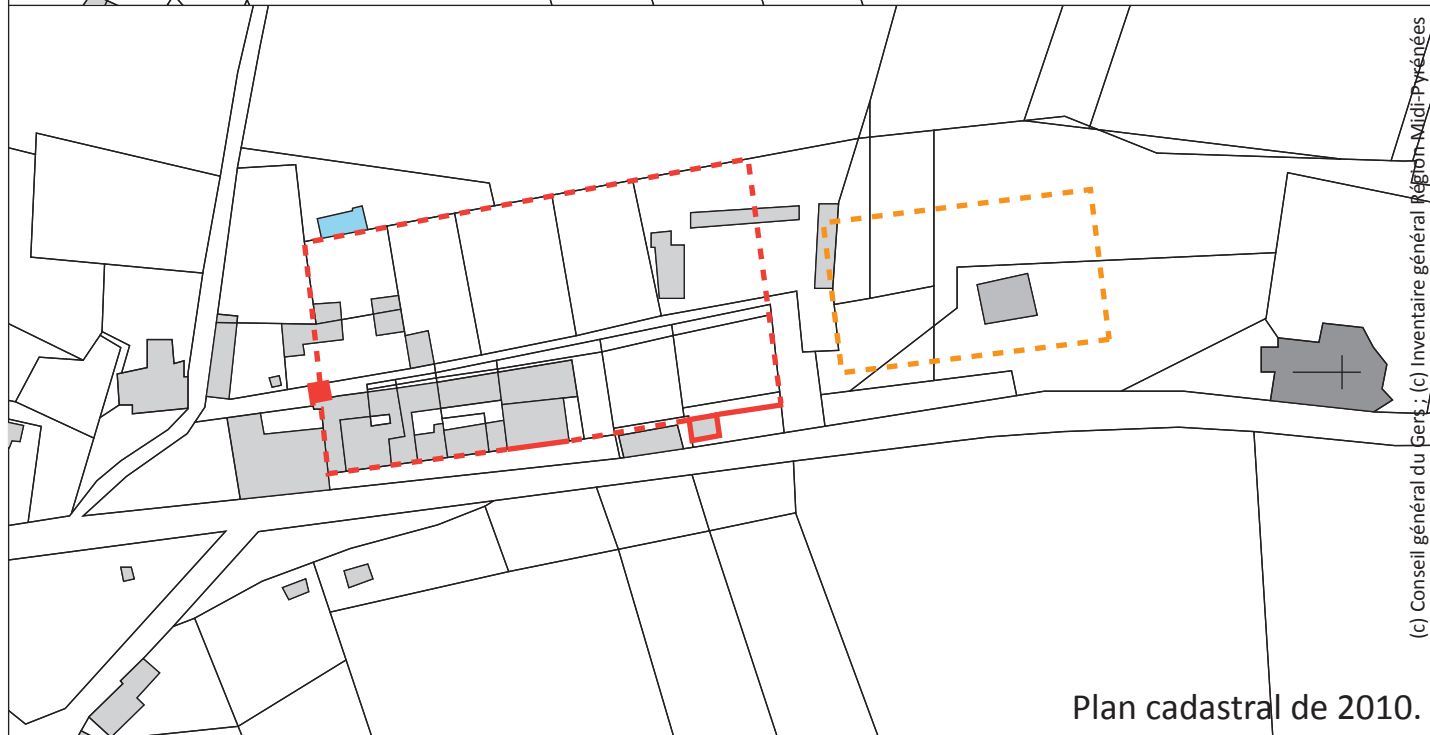 (c) Conseil général du Gers ; (c) Inventaire général Région Midi-Pyrénées
Plan cadastral de 2010.